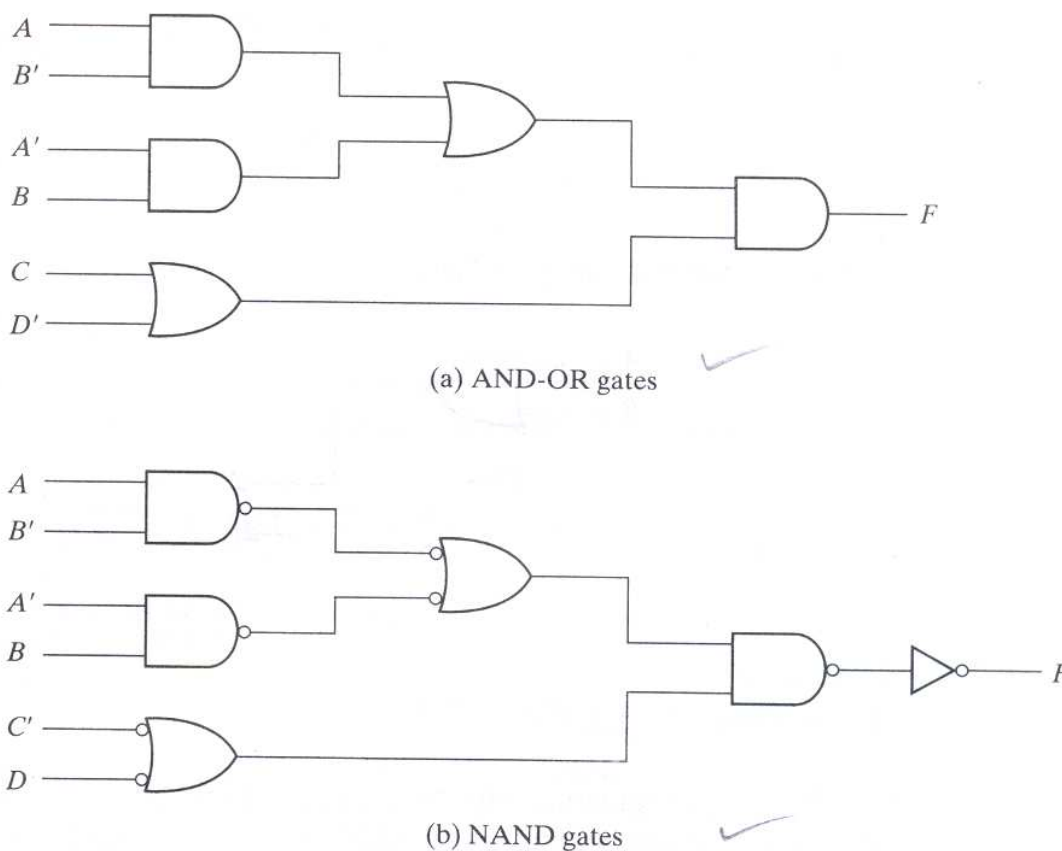 A
B'
A'
B
F
C
D'
(a) AND-OR gates
A
B'
A'
B
F
C'
D
(b) NAND gates